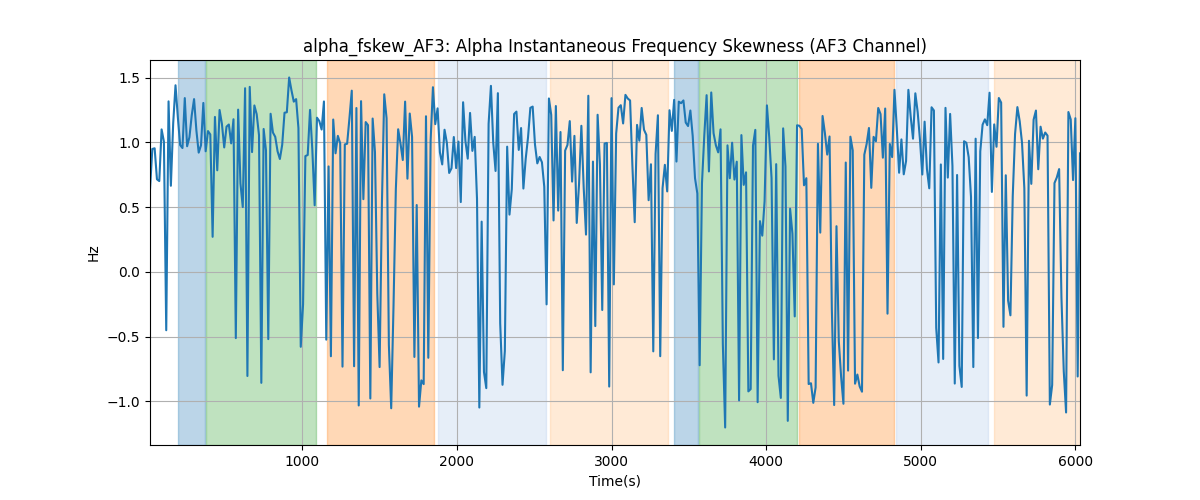 alpha_fskew_AF3: Alpha Instantaneous Frequency Skewness (AF3 Channel)
1.5
1.0
0.5
0.0
−0.5
−1.0
Hz
1000 2000 3000 4000 5000 6000
Time(s)